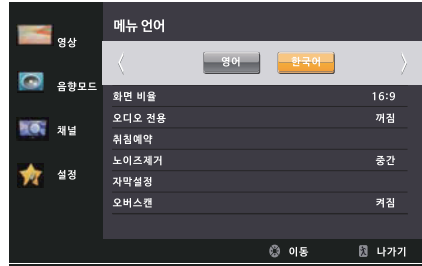 영상
음향모드
채널
설정
메뉴 언어
영어 한국어
화면 비율 16:9
오디오 전용 꺼짐
취침예약
노이즈제거 중간
자막설정
오버스캔 켜짐
이동 나가기